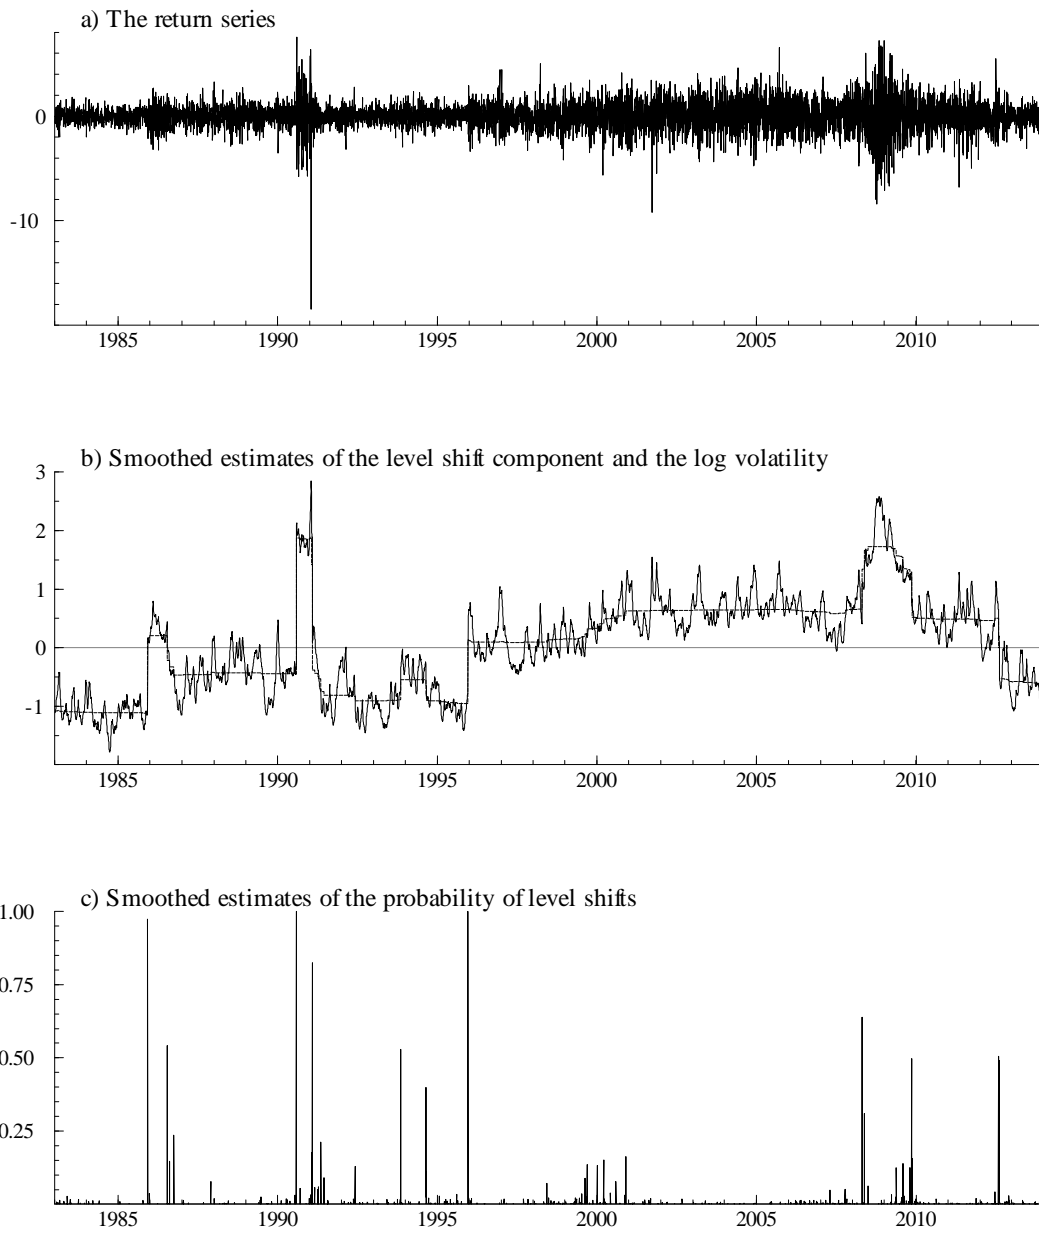 a) The return series
0
-10
1985 1990 1995 2000 2005 2010
b) Smoothed estimates of the level shift component and the log volatility
3
2
1
0
-1
1985 1990 1995 2000 2005 2010
c) Smoothed estimates of the probability of level shifts
1.00
0.75
0.50
0.25
1985 1990 1995 2000 2005 2010